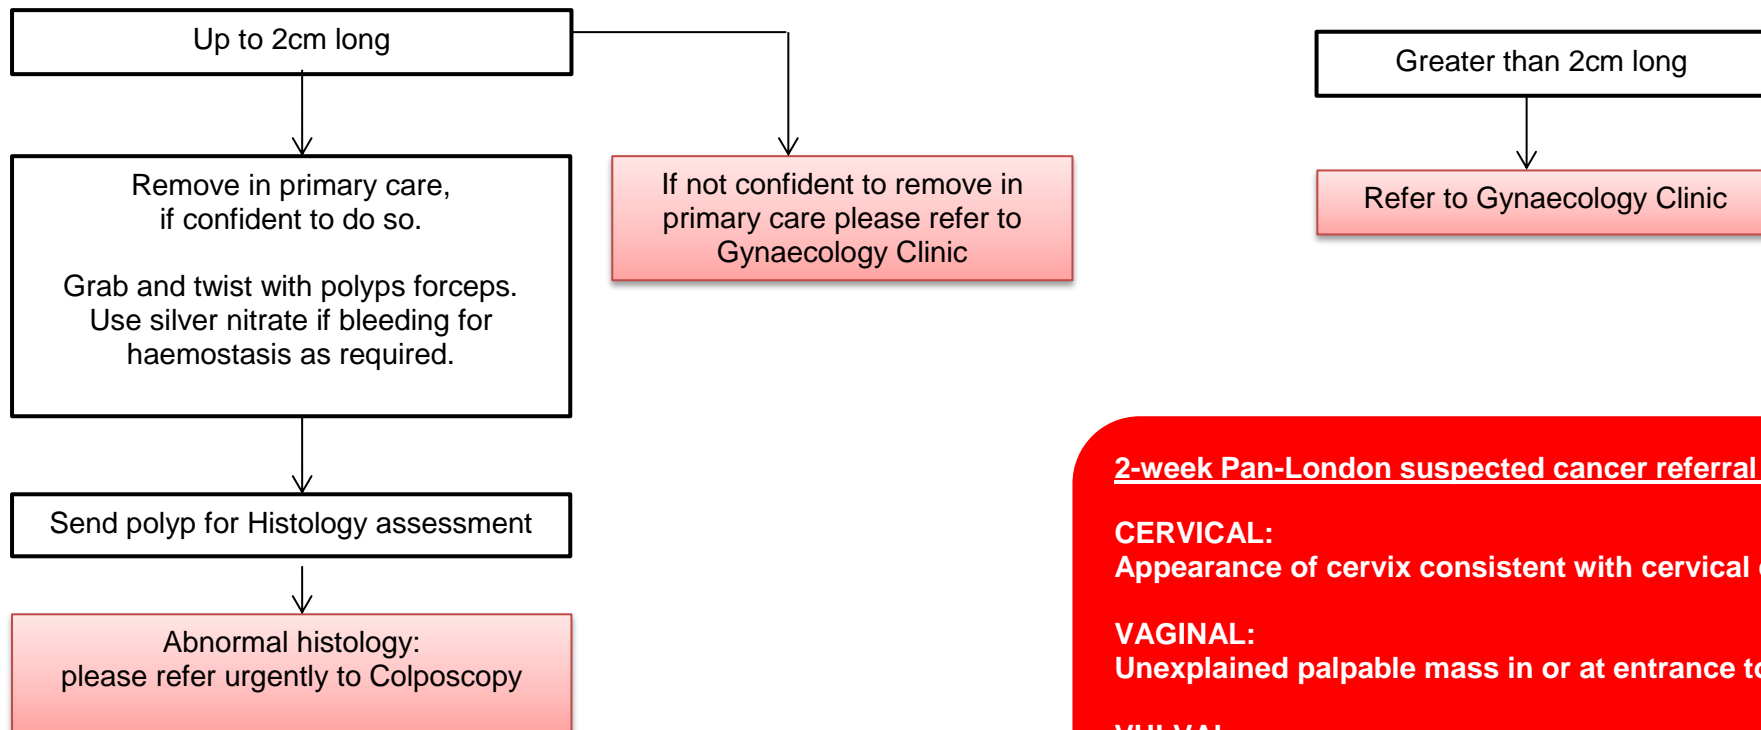 Up to 2cm long
Greater than 2cm long
Remove in primary care,
if confident to do so.
Grab and twist with polyps forceps.
Use silver nitrate if bleeding for
haemostasis as required.
If not confident to remove in
primary care please refer to
Gynaecology Clinic
Refer to Gynaecology Clinic
Send polyp for Histology assessment
Abnormal histology:
please refer urgently to Colposcopy
2-week Pan-London suspected cancer referral
CERVICAL:
Appearance of cervix consistent with cervical
VAGINAL:
Unexplained palpable mass in or at entrance to